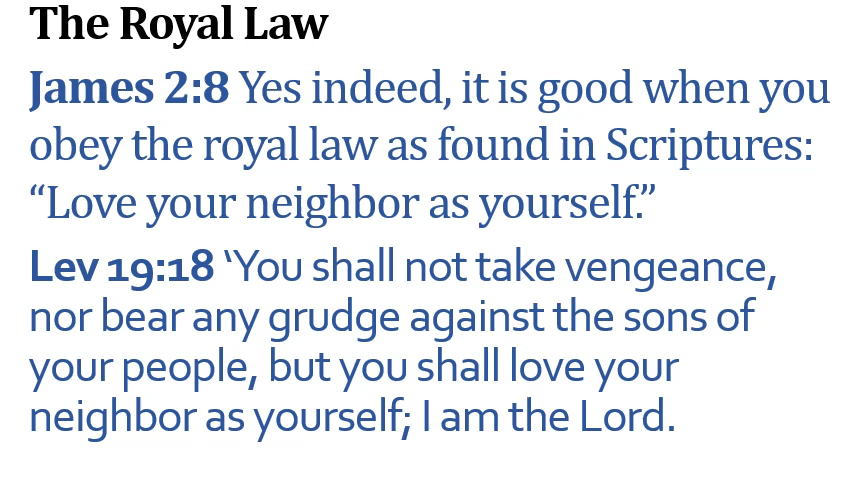 The Royal Law
James 2:8 Yes indeed, it is good when you
obey the royal law as found in Scriptures:
“Love your neighbor as yourself.”
Lev 19:18 ‘You shall not take vengeance,
nor bear any grudge against the sons of
your people, but you shall love your
neighbor as yourself; I am the Lord.